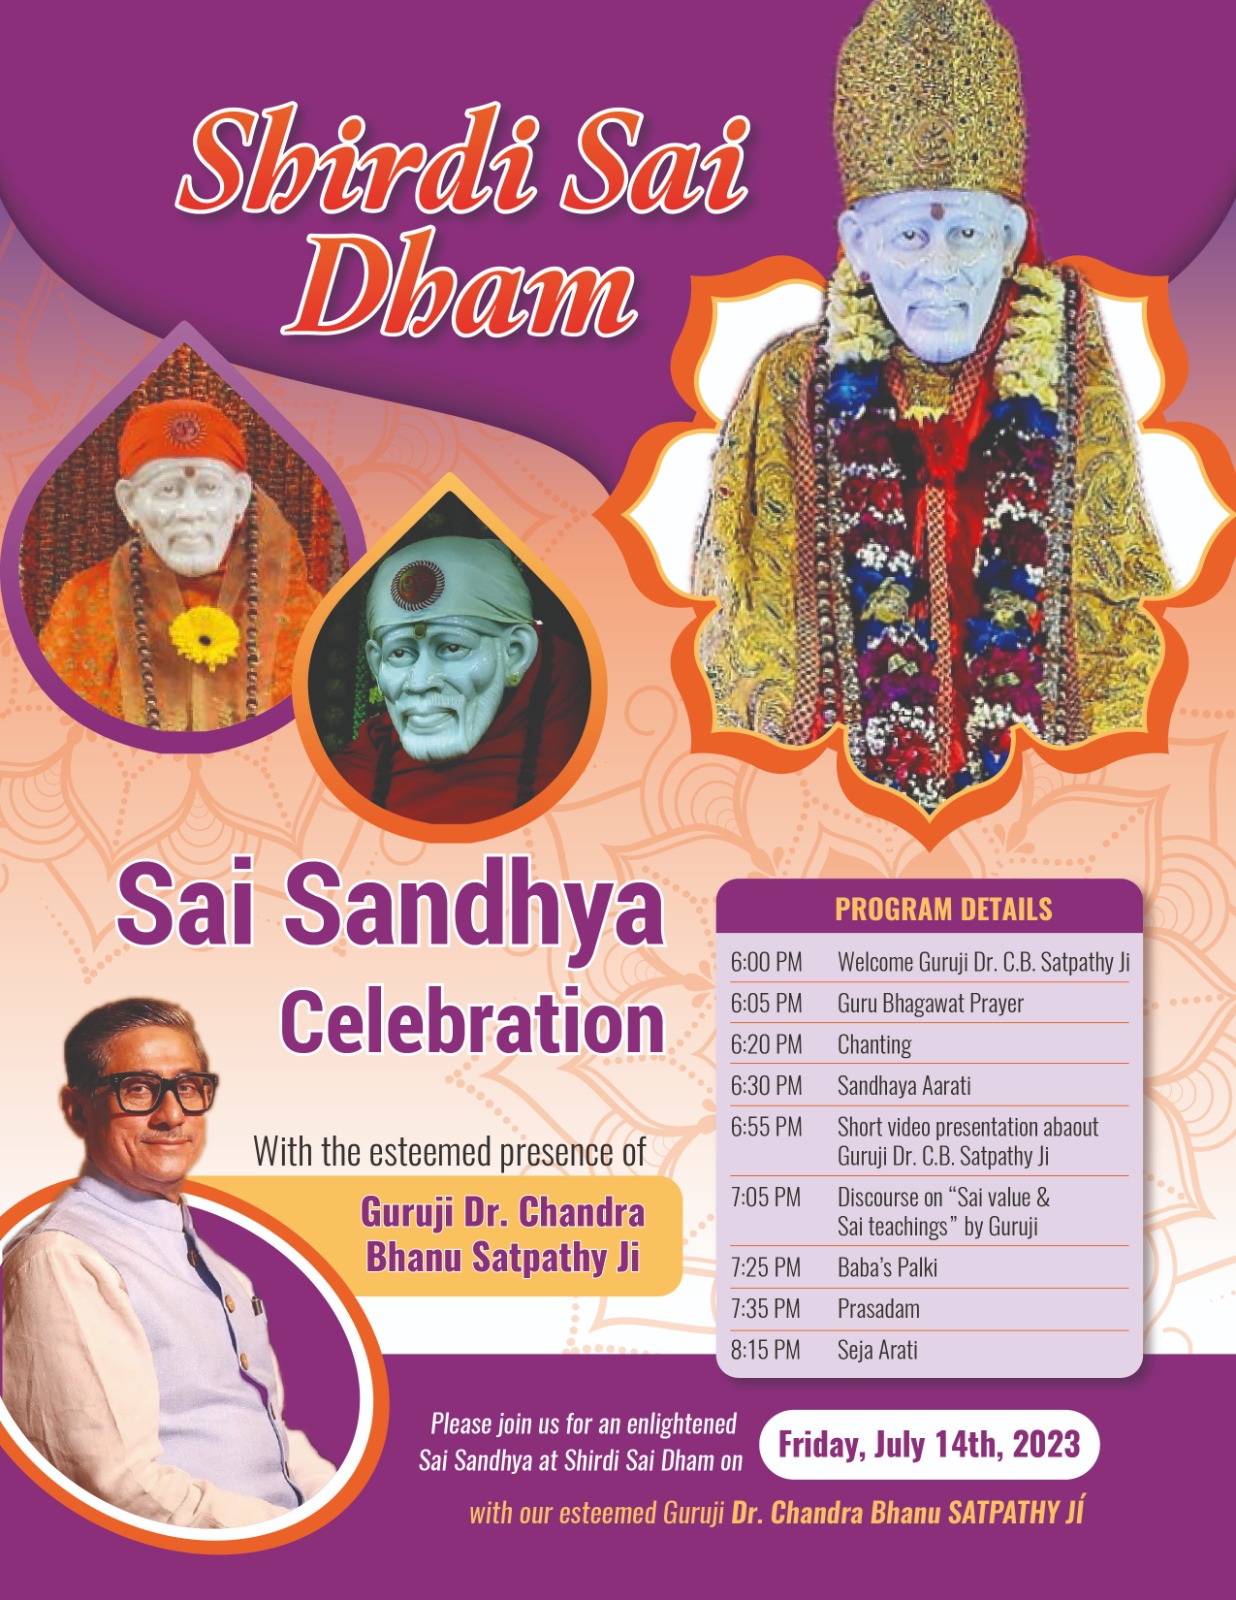 Shirdi Sai
Dham
Sai Sandhya
Celebration
With the esteemed presence of
Guruji Dr. Chandra
Bhanu Satpathy Ji
PROGRAM DETAILS
6:00 PM Welcome Guruji Dr. C.B. Satpathy Ji
6:05 PM Guru Bhagawat Prayer
6:20 PM Chanting
6:30 PM Sandhaya Aarati
6:55 PM Short video presentation abaout
Guruji Dr. C.B. Satpathy Ji
7:05 PM Discourse on “Sai value &
Sai teachings” by Guruji
7:25 PM Baba’s Palki
7:35 PM Prasadam
8:15 PM Seja Arati
Please join us for an enlightened
Sai Sandhya at Shirdi Sai Dham on
Friday, July 14th, 2023
with our esteemed Guruji Dr. Chandra Bhanu SATPATHY JÍ